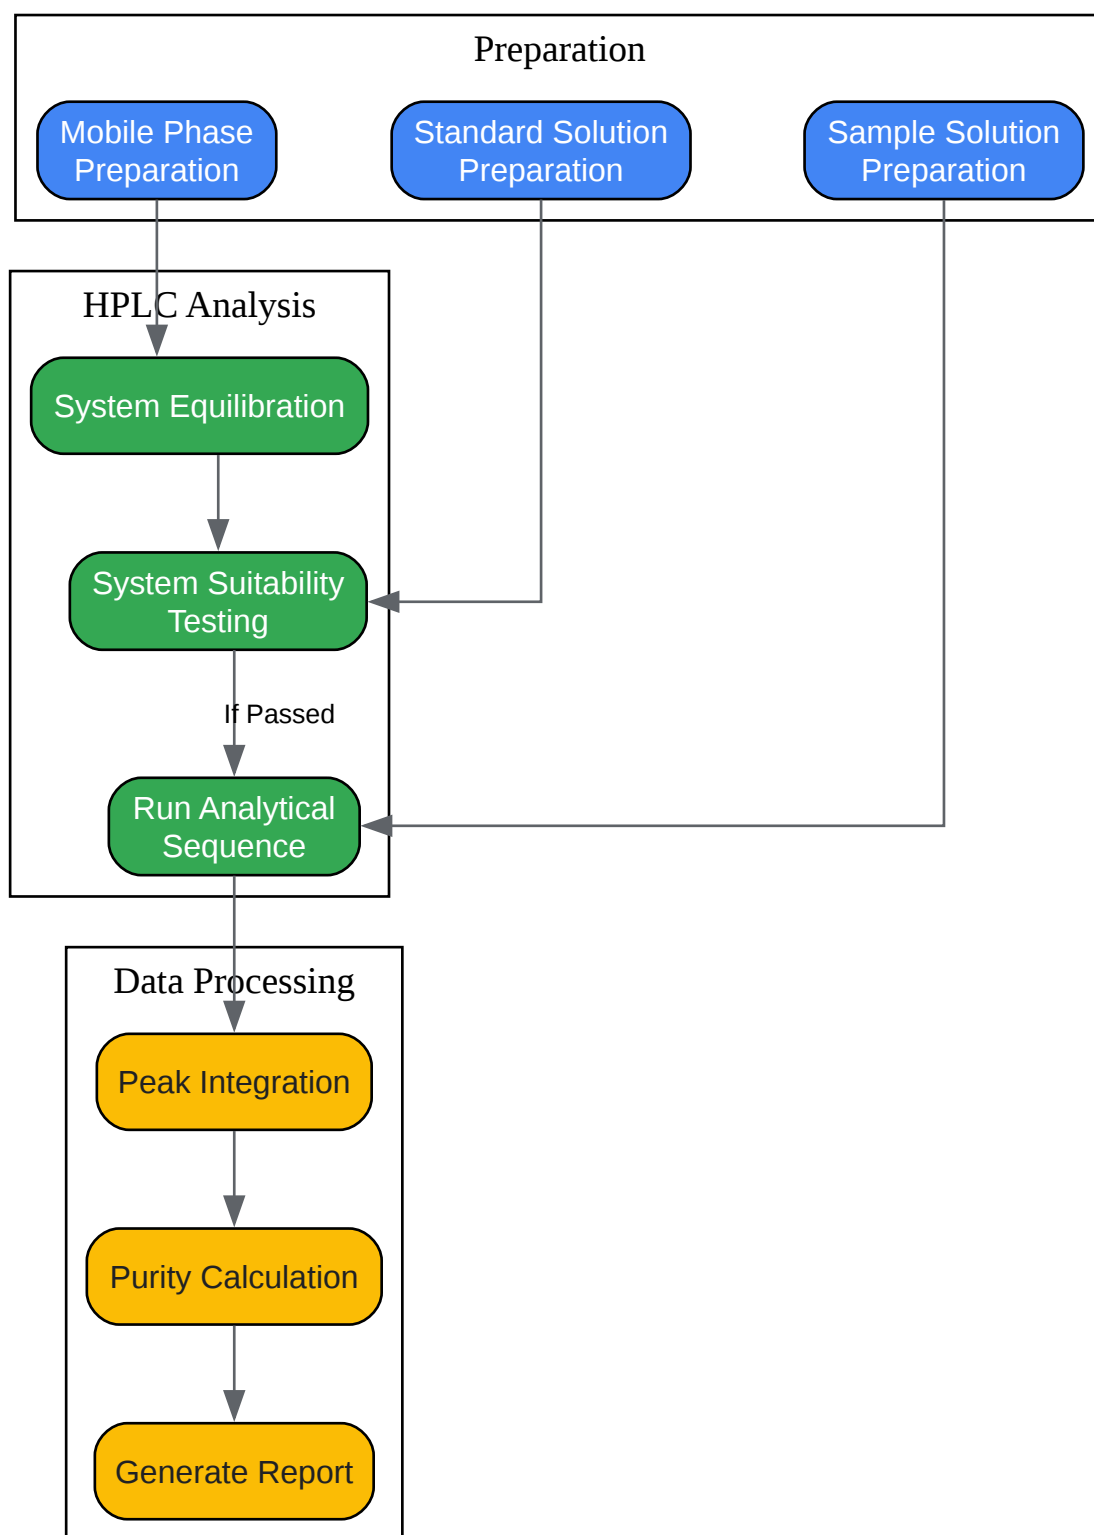 Preparation
Mobile Phase
Preparation
Standard Solution
Preparation
Sample Solution
Preparation
HPLC Analysis
System Equilibration
System Suitability
Testing
If Passed
Run Analytical
Sequence
Data Processing
Peak Integration
Purity Calculation
Generate Report